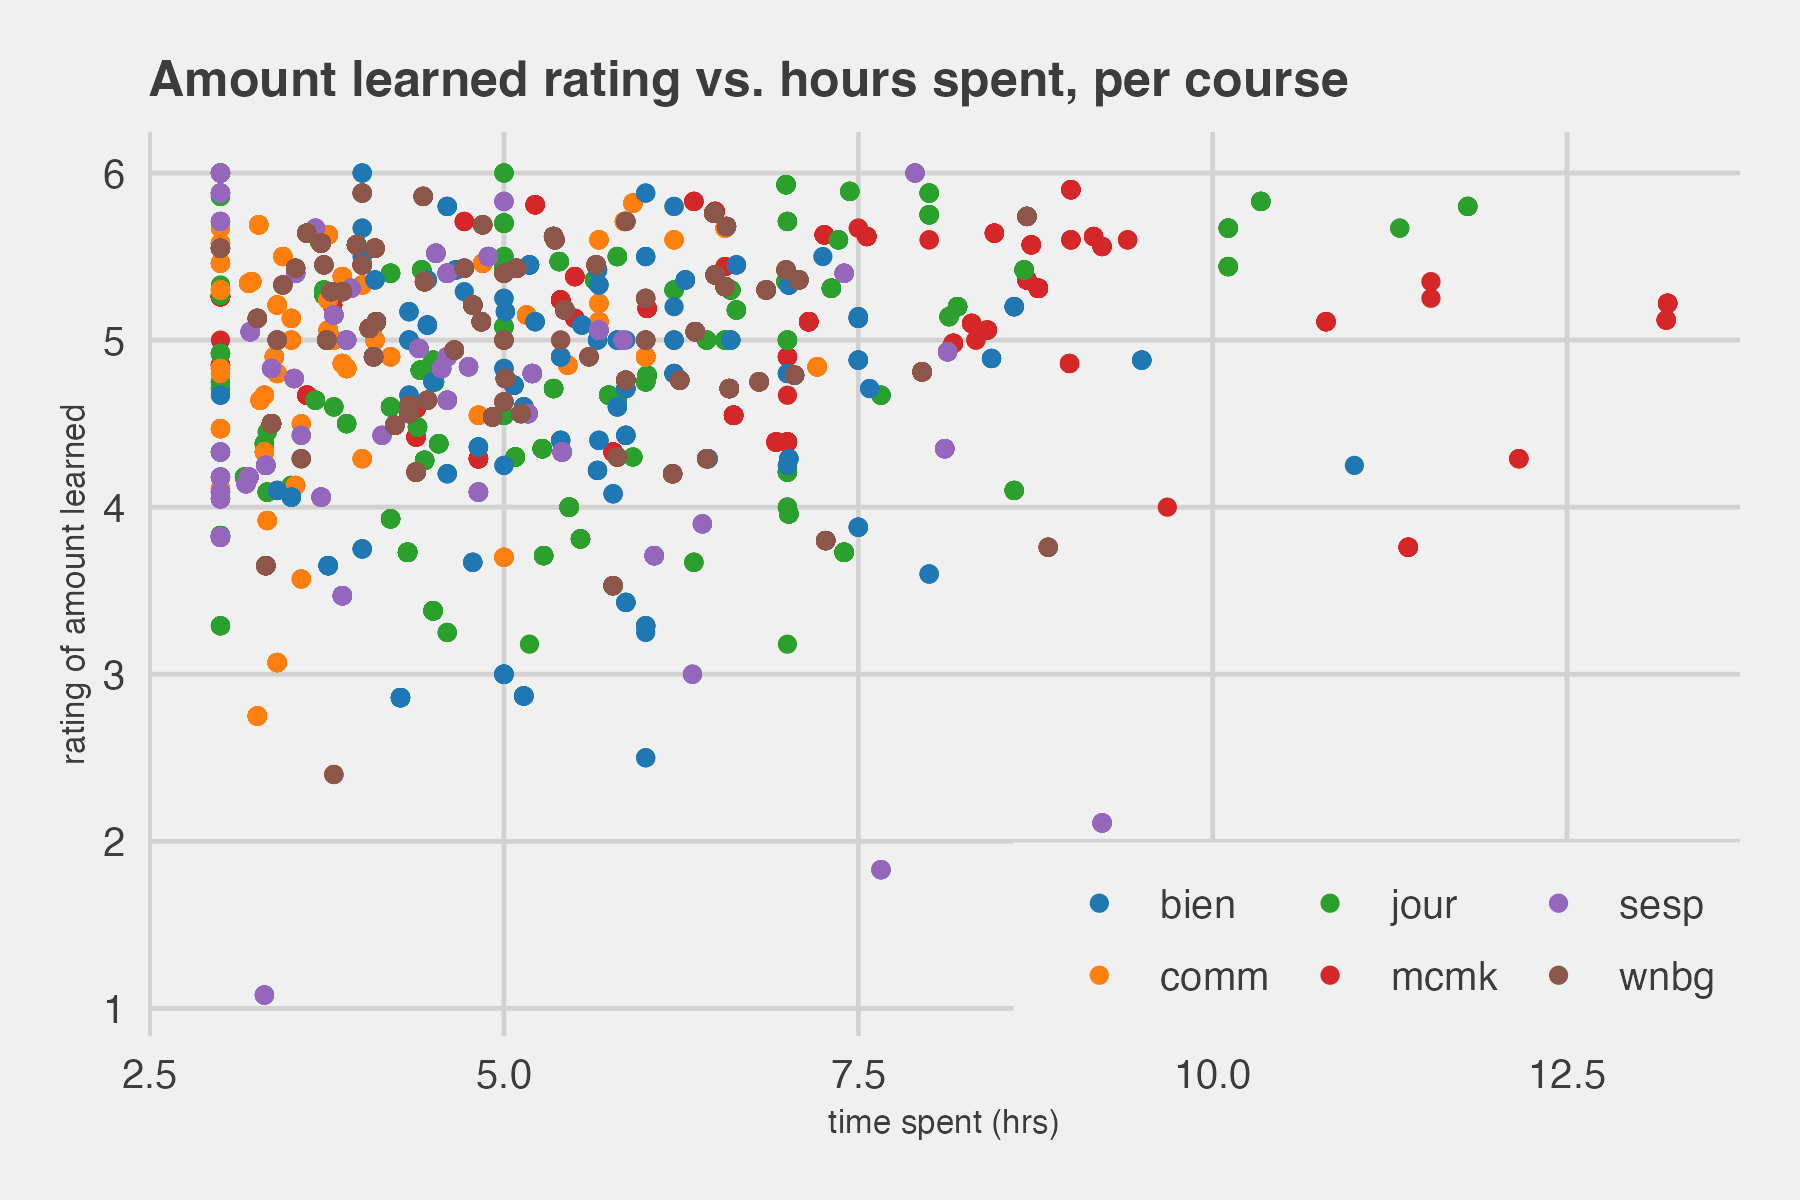 Amount learned rating vs. hours spent, per course
6
5
4
3
2
1
rating of amount learned
2.5 5.0 7.5 10.0 12.5
time spent (hrs)
bien jour sesp
comm mcmk wnbg